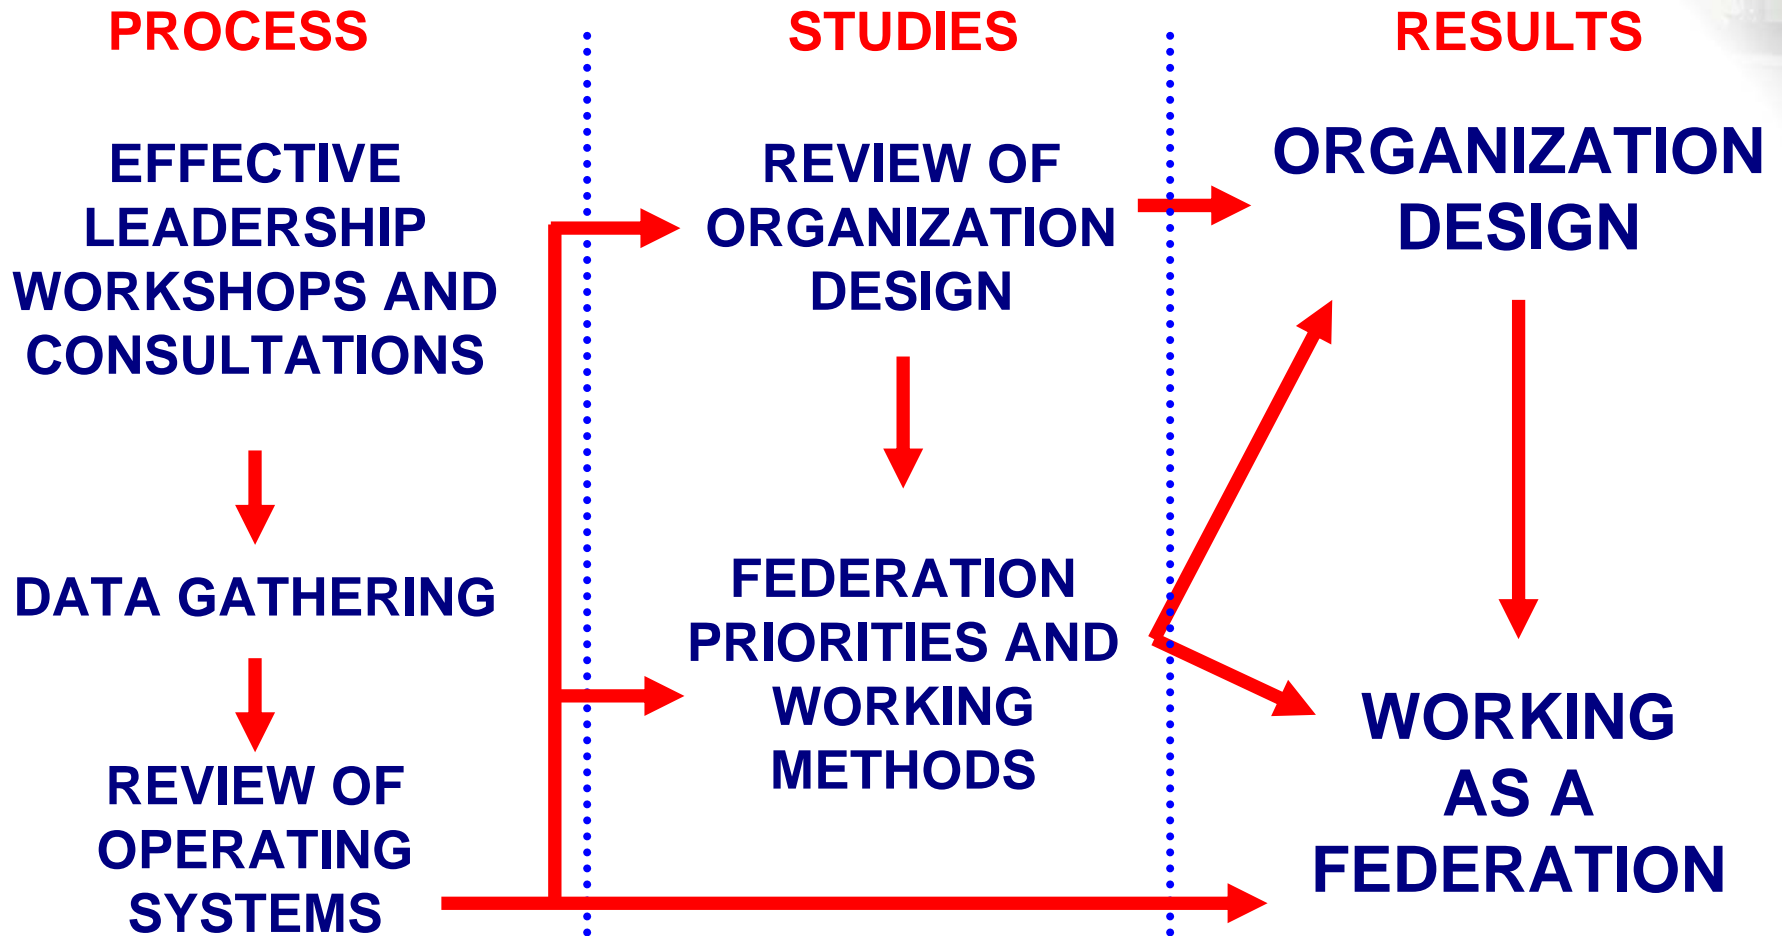 PROCESS
EFFECTIVE
LEADERSHIP
WORKSHOPS AND
CONSULTATIONS
DATA GATHERING
REVIEW OF
OPERATING
SYSTEMS
STUDIES
REVIEW OF
ORGANIZATION
DESIGN
FEDERATION
PRIORITIES AND
WORKING
METHODS
RESULTS
ORGANIZATION
DESIGN
WORKING
AS A
FEDERATION